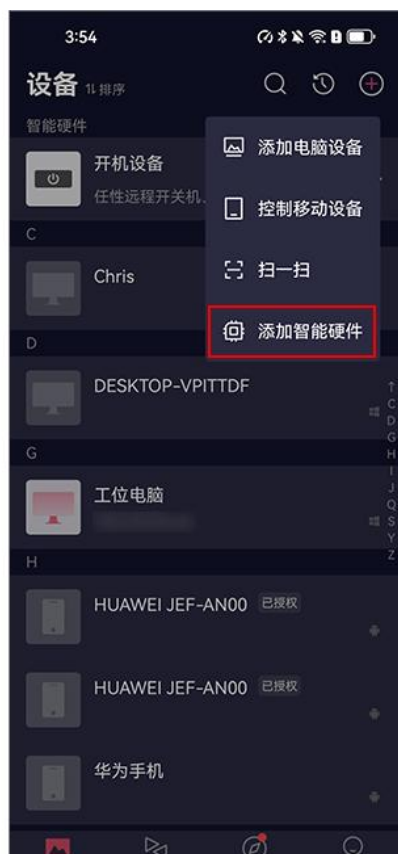 3:54
设备 排序
智能硬件
开机设备
任性远程开关机
添加电脑设备
控制移动设备
扫一扫
添加智能硬件
C
Chris
D
DESKTOP-VPITTDF
G
工位电脑
H
HUAWEI JEF-AN00 已授权
HUAWEI JEF-AN00 已授权
华为手机
C
D
G
H
I
J
Q
S
Y
Z